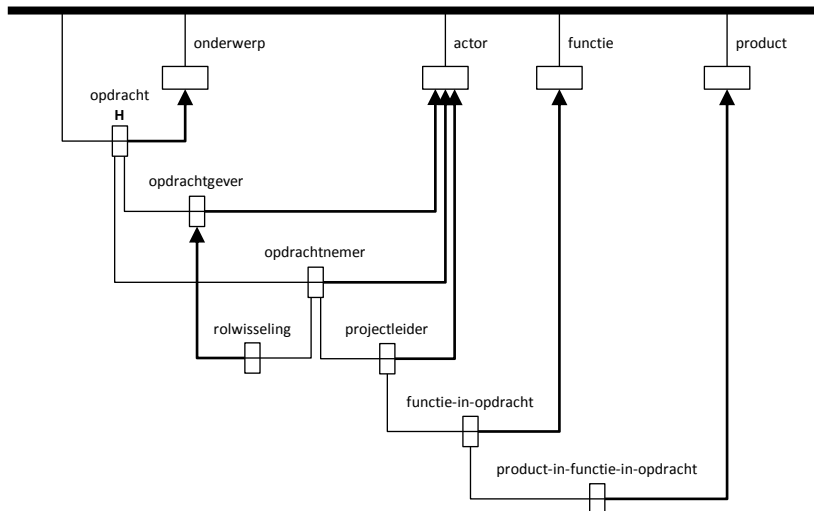 onderwerp
actor
functie
product
opdracht
H
opdrachtgever
opdrachtnemer
rolwisseling
projectleider
functie-in-opdracht
product-in-functie-in-opdracht